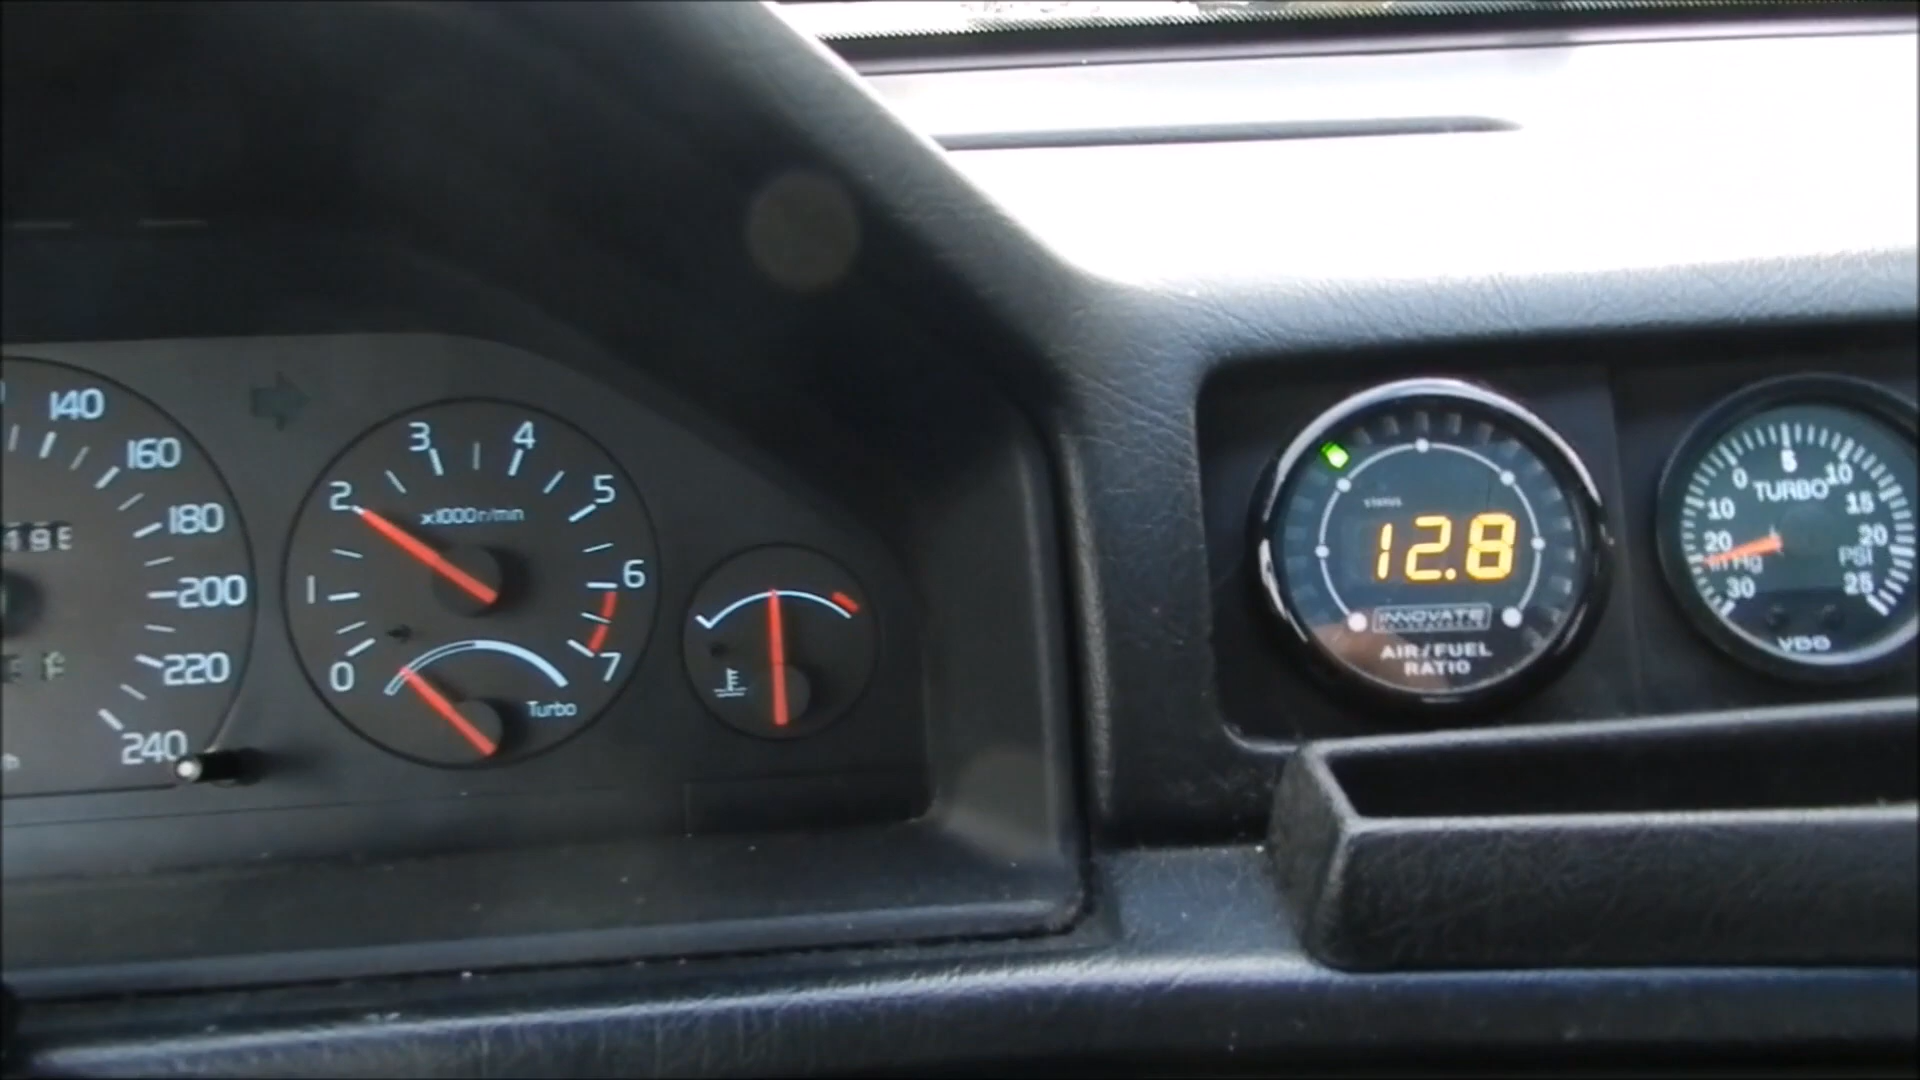 140
160
180
200
220
240
0
1
2
3
4
5
6
7
x1000r/min
Turbo
STATUS
12.8
INNOVATE
AIR/FUEL
RATIO
0
5
10
TURBO
10
15
20
20
PSI
30
25
VDO